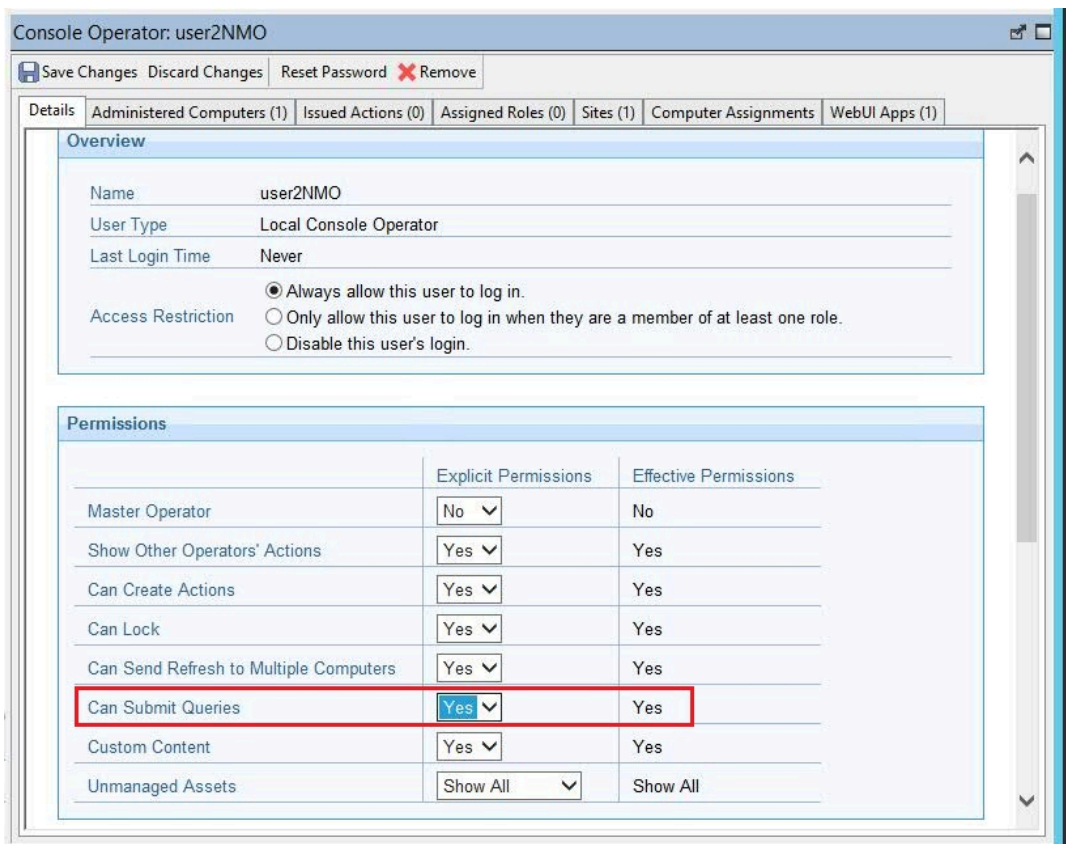 Console Operator: user2NMO
Save Changes Discard Changes Reset Password Remove
Details Administered Computers (1) Issued Actions (0) Assigned Roles (0) Sites (1) Computer Assignments WebUI Apps (1)
Overview
Name user2NMO
User Type Local Console Operator
Last Login Time Never
Always allow this user to log in.
Access Restriction Only allow this user to log in when they are a member of at least one role.
Disable this user's login.
Permissions
Explicit Permissions Effective Permissions
Master Operator No No
Show Other Operators' Actions Yes Yes
Can Create Actions Yes Yes
Can Lock Yes Yes
Can Send Refresh to Multiple Computers Yes Yes
Can Submit Queries Yes Yes
Custom Content Yes Yes
Unmanaged Assets Show All Show All